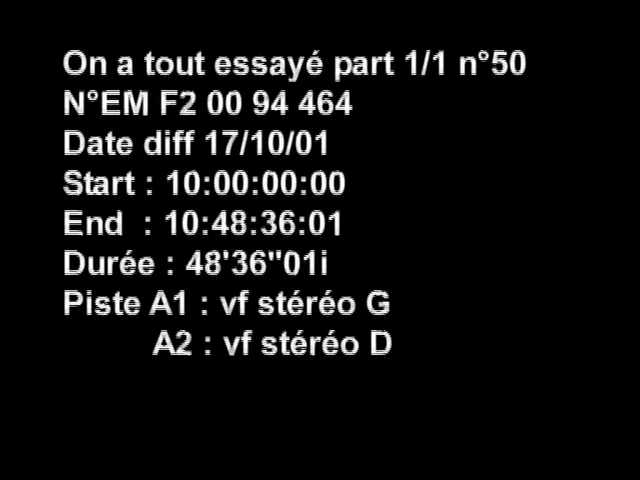 On a tout essayé part 1/1 n°50
N°EM F2 00 94 464
Date diff 17/10/01
Start : 10:00:00:00
End : 10:48:36:01
Durée : 48'36"01i
Piste A1 : vf stéréo G
A2 : vf stéréo D